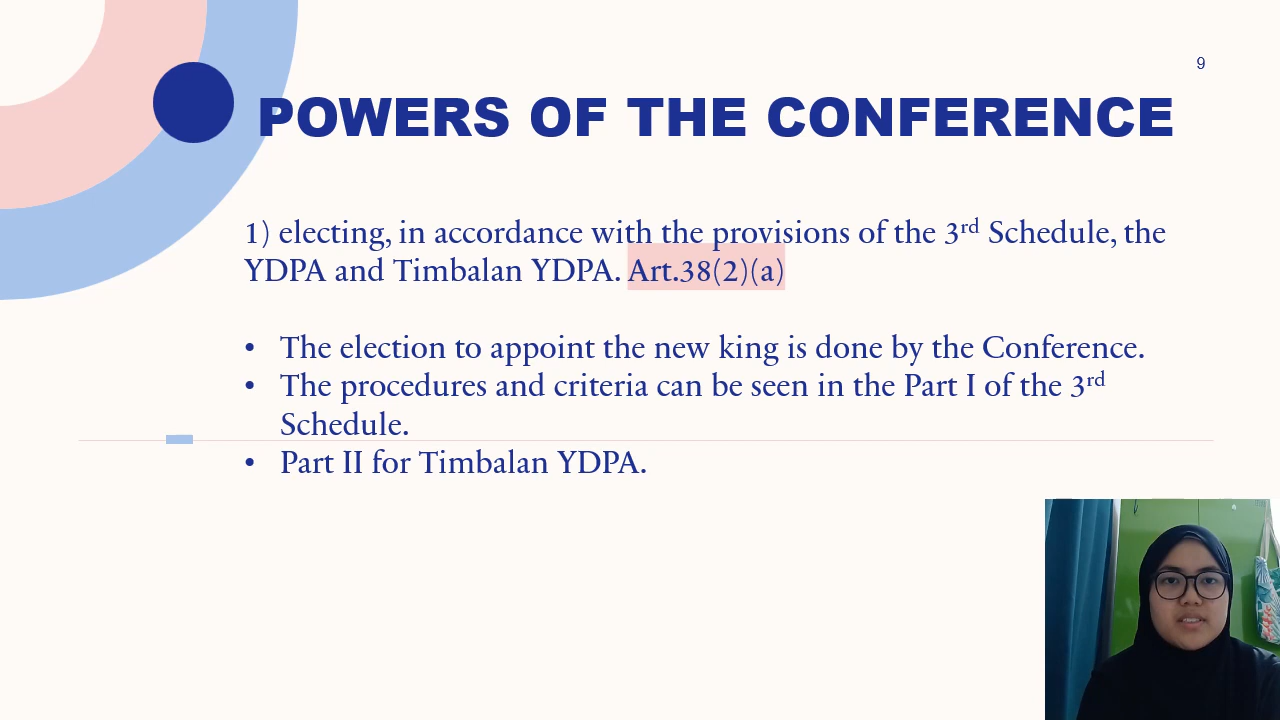 9
POWERS OF THE CONFERENCE
1) electing, in accordance with the provisions of the 3rd Schedule, the
YDPA and Timbalan YDPA. Art.38(2)(a)
• The election to appoint the new king is done by the Conference.
• The procedures and criteria can be seen in the Part I of the 3rd
Schedule.
• Part II for Timbalan YDPA.